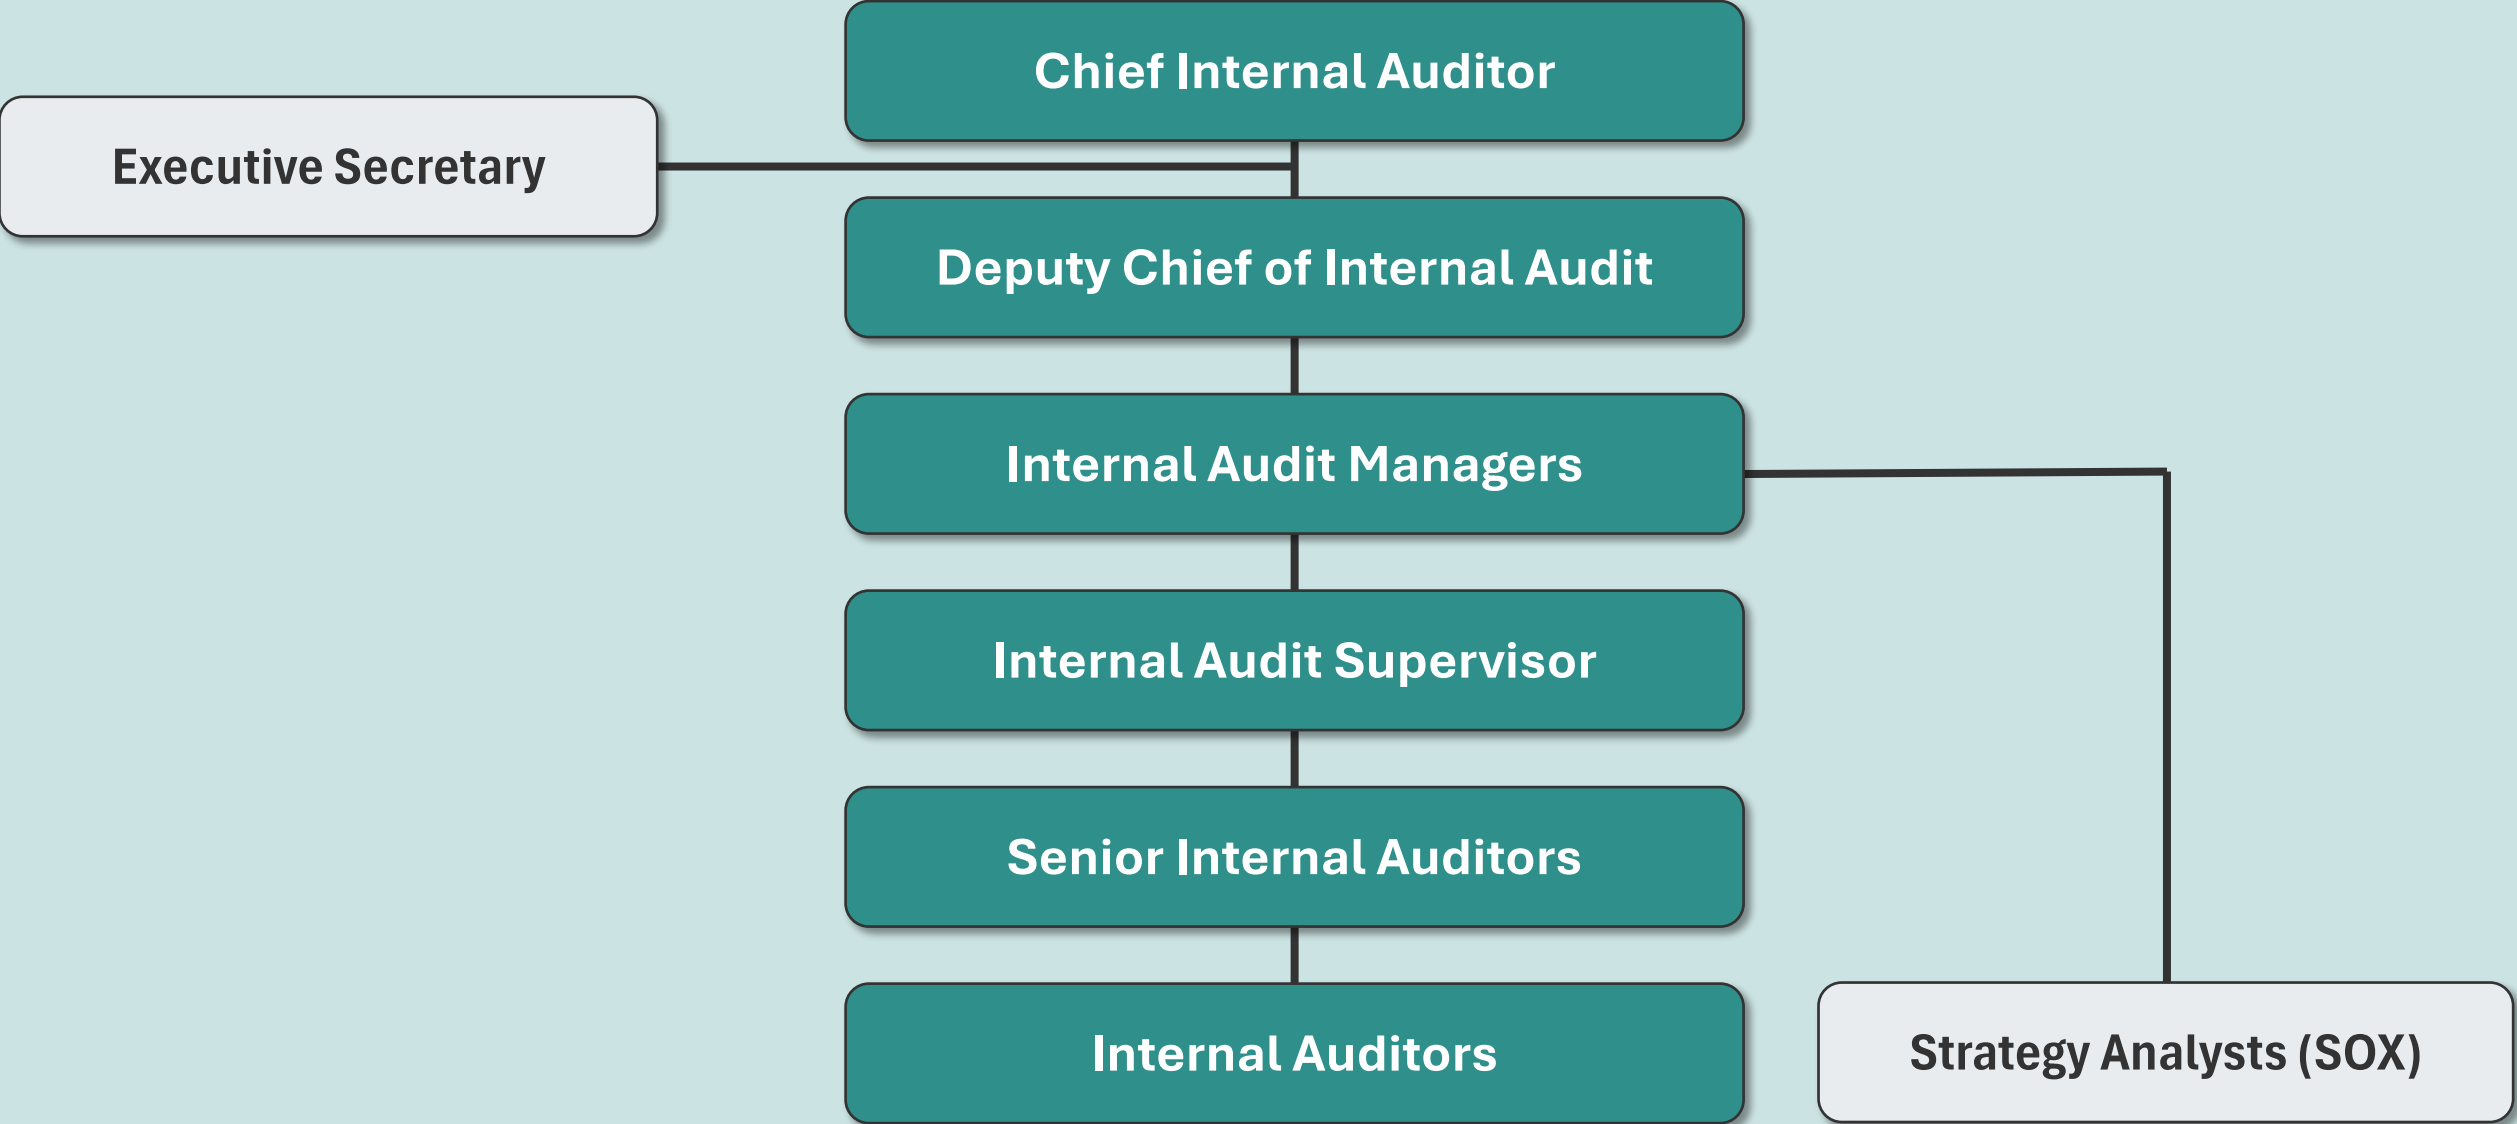 Chief Internal Auditor
Executive Secretary
Deputy Chief of Internal Audit
Internal Audit Managers
Internal Audit Supervisor
Senior Internal Auditors
Internal Auditors
Strategy Analysts (SOX)